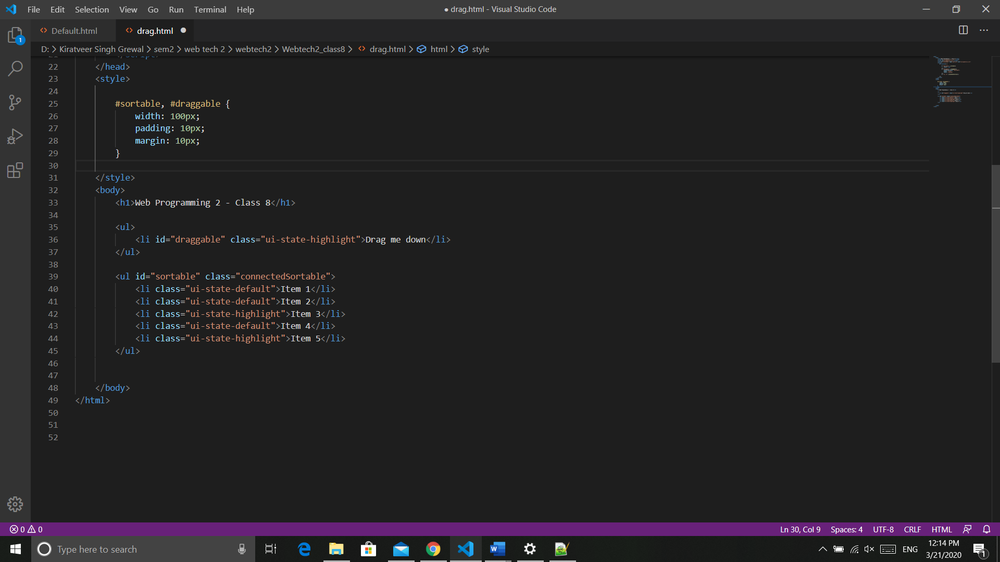 File Edit Selection View Go Run Terminal Help
● drag.html - Visual Studio Code
Default.html
drag.html ●
1
D: > Kiratveer Singh Grewal > sem2 > web tech 2 > webtech2 > Webtech2_class8 > drag.html > html > style
22 </head>
23 <style>
24
25 #sortable, #draggable {
26 width: 100px;
27 padding: 10px;
28 margin: 10px;
29 }
30
31 </style>
32 <body>
33 <h1>Web Programming 2 - Class 8</h1>
34
35 <ul>
36 <li id="draggable" class="ui-state-highlight">Drag me down</li>
37 </ul>
38
39 <ul id="sortable" class="connectedSortable">
40 <li class="ui-state-default">Item 1</li>
41 <li class="ui-state-default">Item 2</li>
42 <li class="ui-state-highlight">Item 3</li>
43 <li class="ui-state-default">Item 4</li>
44 <li class="ui-state-highlight">Item 5</li>
45 </ul>
46
47
48 </body>
49 </html>
50
51
52
0 0
Ln 30, Col 9 Spaces: 4 UTF-8 CRLF HTML
Type here to search
ENG
12:14 PM
3/21/2020
1